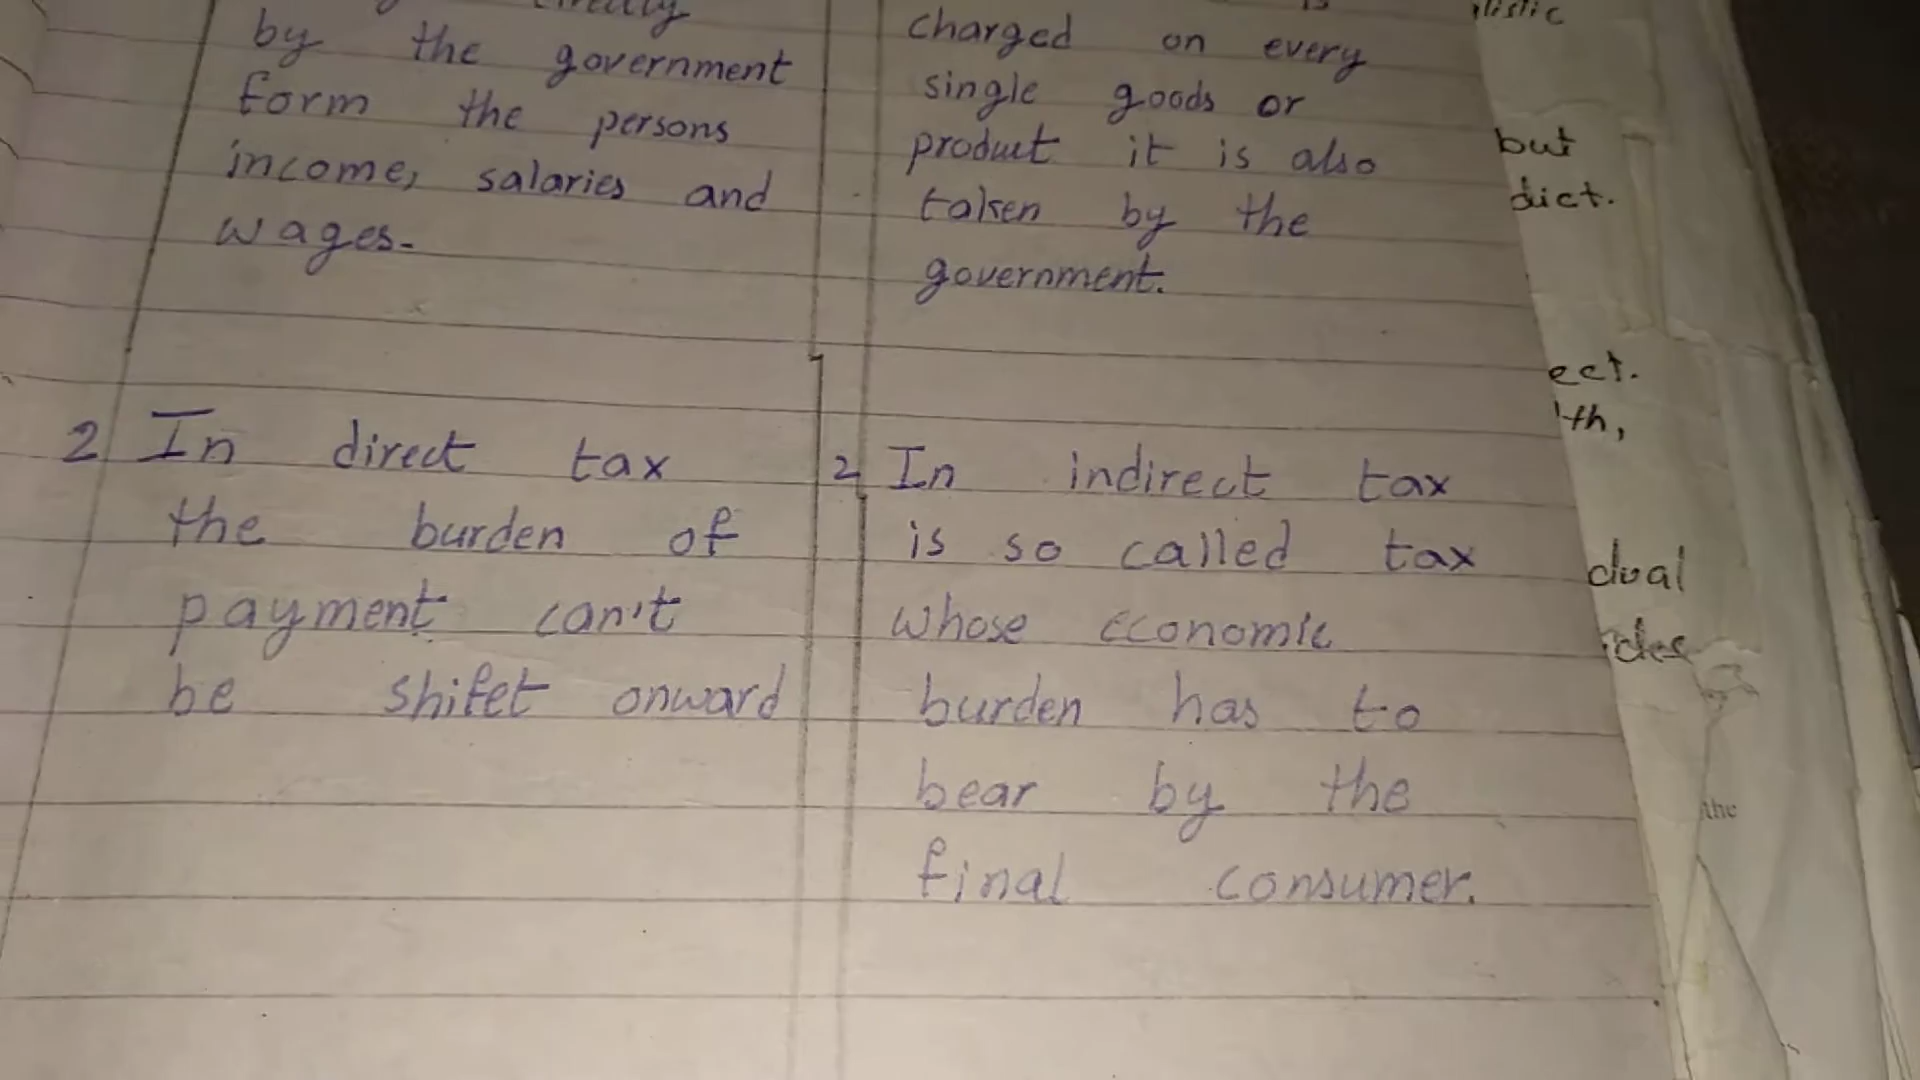 by the government
form the persons
income, salaries and
wages.
charged on every
single goods or
product it is also
taken by the
government.
2 In direct tax
the burden of
payment can't
be shifet onward
2 In indirect tax
is so called tax
whose economic
burden has to
bear by the
final consumer.
but
dict.
ect.
th,
dual
the